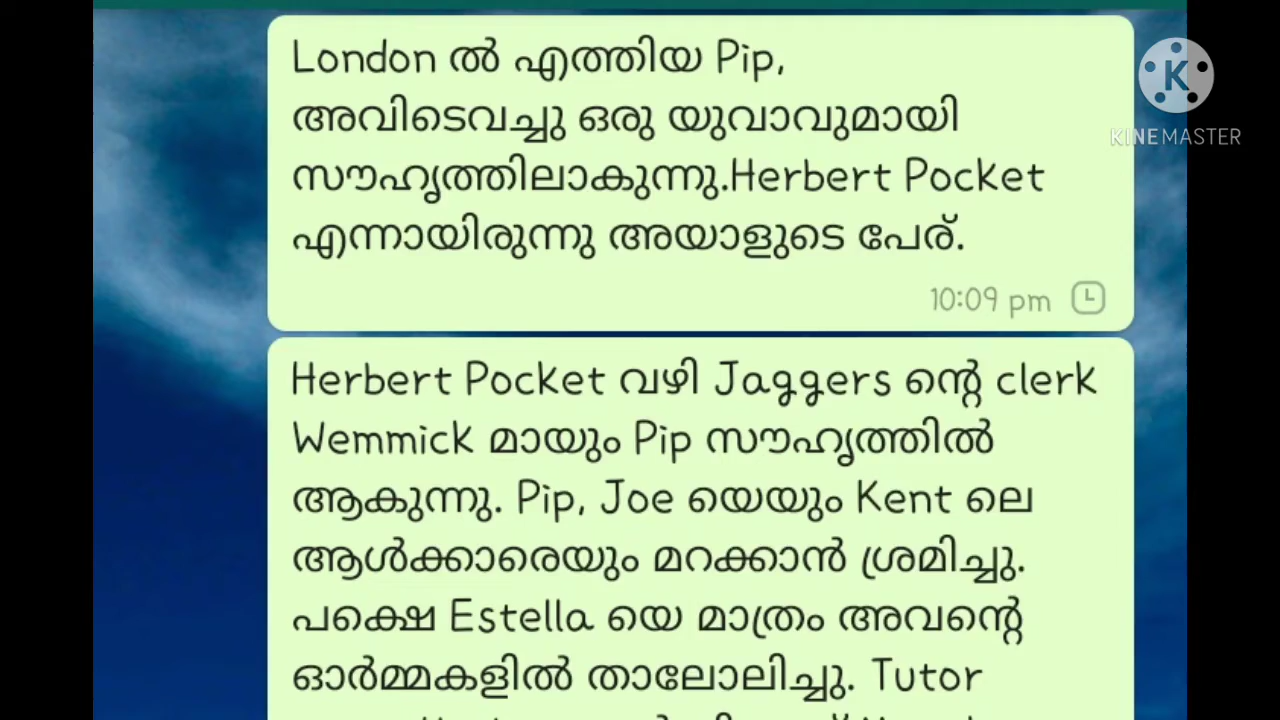 London ൽ എത്തിയ Pip,
അവിടെവച്ചു ഒരു യുവാവുമായി
സൗഹൃത്തിലാകുന്നു.Herbert Pocket
എന്നായിരുന്നു അയാളുടെ പേര്.
10:09 pm
K
KINEMASTER
Herbert Pocket വഴി Jaggers ന്റെ clerk
Wemmick മായും Pip സൗഹൃത്തിൽ
ആകുന്നു. Pip, Joe യെയും Kent ലെ
ആൾക്കാരെയും മറക്കാൻ ശ്രമിച്ചു.
പക്ഷെ Estella യെ മാത്രം അവന്റെ
ഓർമ്മകളിൽ താലോലിച്ചു. Tutor